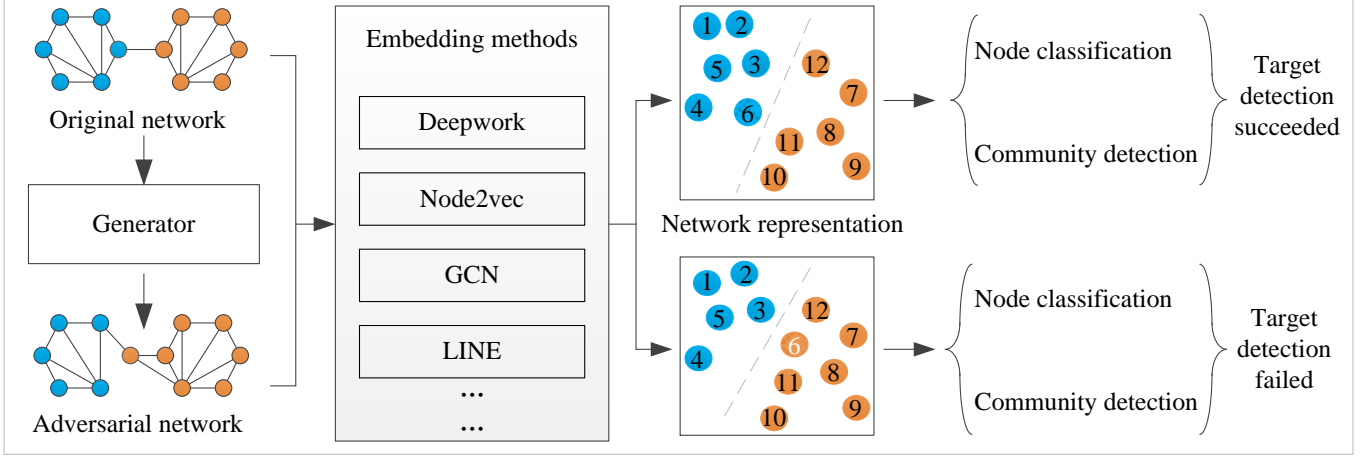 Original network
Generator
Adversarial network
Embedding methods
Deepwork
Node2vec
GCN
LINE
...
...
1 2
5 3 12
4 6 7
11 8
10 9
Network representation
1 2
5 3 12
4 6 7
11 8
10 9
Node classification
Community detection
Target
detection
succeeded
Node classification
Community detection
Target
detection
failed